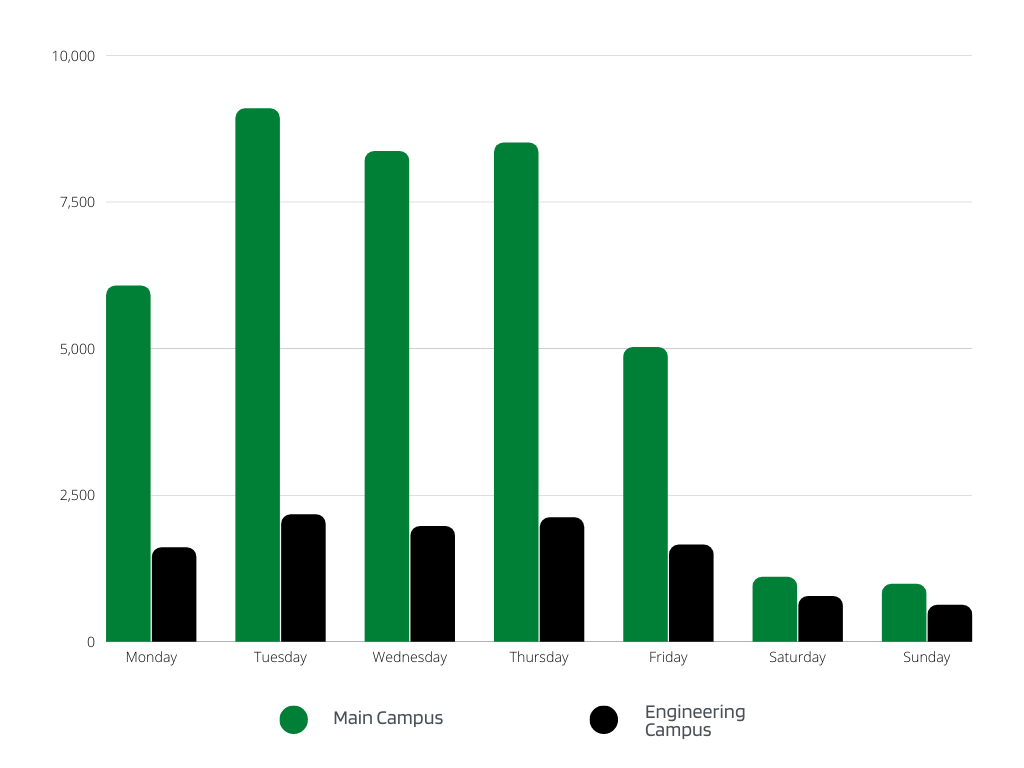 10,000
7,500
5,000
2,500
0
Monday Tuesday Wednesday Thursday Friday Saturday Sunday
Main Campus
Engineering
Campus